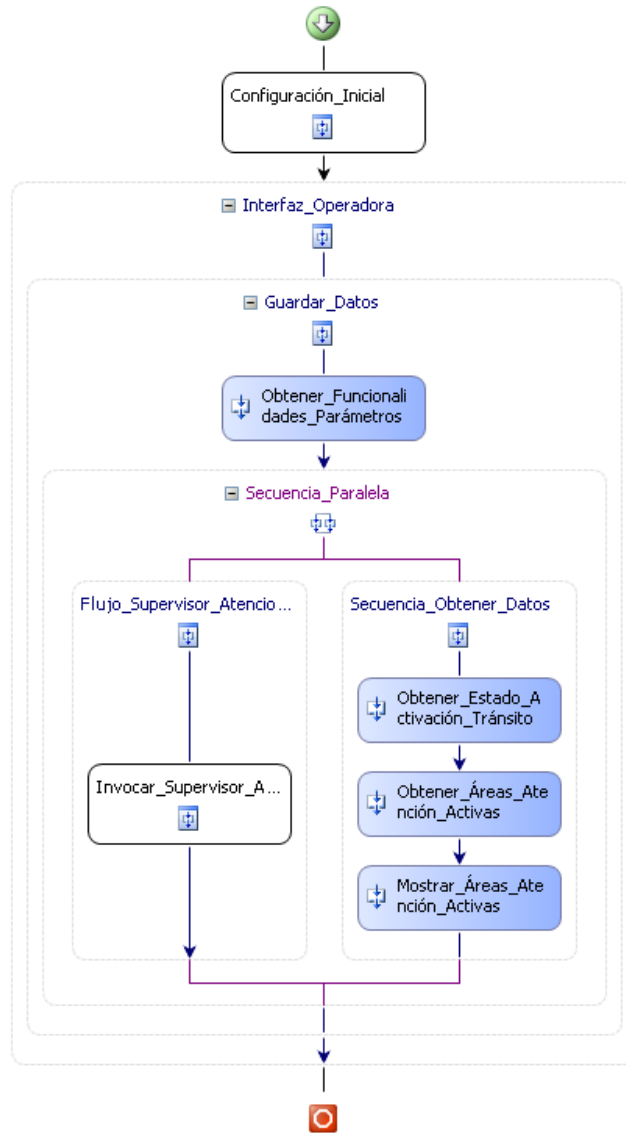 Configuración_Inicial
Interfaz_Operadora
Guardar_Datos
Obtener_Funcionali
dades_Parámetros
Secuencia_Paralela
Flujo_Supervisor_Atencio...
Invocar_Supervisor_A...
Secuencia_Obtener_Datos
Obtener_Estado_A
ctivación_Tránsito
Obtener_Áreas_Ate
nción_Activas
Mostrar_Áreas_Ate
nción_Activas